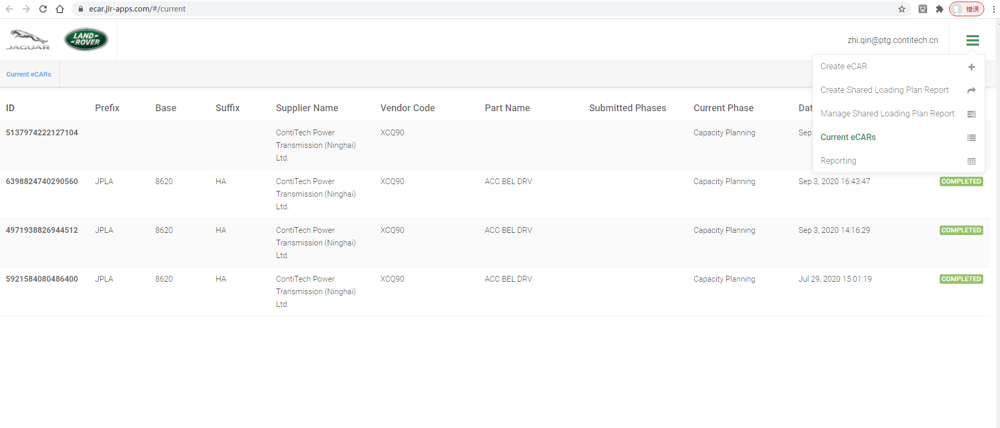 ecar.jlr-apps.com/#/current
错误
JAGUAR
LAND-
-ROVER
zhi.qin@ptg.contitech.cn
Current eCARs
Create eCAR
Create Shared Loading Plan Report
Manage Shared Loading Plan Report
Current eCARs
Reporting
ID Prefix Base Suffix Supplier Name Vendor Code Part Name Submitted Phases Current Phase Dat
5137974222127104 ContiTech Power XCQ90 Capacity Planning Sep
Transmission (Ninghai)
Ltd.
6398824740290560 JPLA 8620 HA ContiTech Power XCQ90 ACC BEL DRV Capacity Planning Sep 3, 2020 16:43:47 COMPLETED
Transmission (Ninghai)
Ltd.
4971938826944512 JPLA 8620 HA ContiTech Power XCQ90 ACC BEL DRV Capacity Planning Sep 3, 2020 14:16:29 COMPLETED
Transmission (Ninghai)
Ltd.
5921584080486400 JPLA 8620 HA ContiTech Power XCQ90 ACC BEL DRV Capacity Planning Jul 29, 2020 15:01:19 COMPLETED
Transmission (Ninghai)
Ltd.